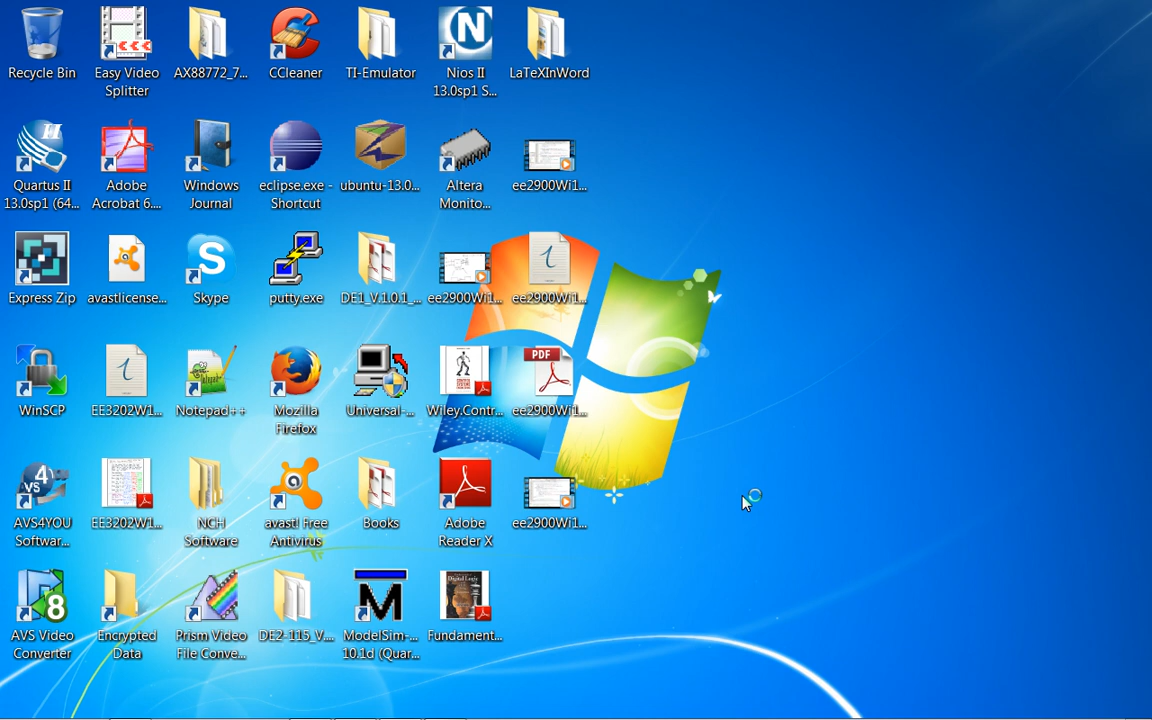 Recycle Bin
Easy Video
Splitter
AX88772_7...
CCleaner
TI-Emulator
Nios II
13.0sp1 S...
LaTeXInWord
Quartus II
13.0sp1 (64...
Adobe
Acrobat 6....
Windows
Journal
eclipse.exe -
Shortcut
ubuntu-13.0...
Altera
Monito...
ee2900Wi1...
Express Zip
avastlicense...
Skype
putty.exe
DE1_V.1.0.1_...
ee2900Wi1...
ee2900Wi1...
WinSCP
EE3202W1...
Notepad++
Mozilla
Firefox
Universal-...
Wiley.Contr...
PDF
ee2900Wi1...
AVS4YOU
Softwar...
EE3202W1...
NCH
Software
avast! Free
Antivirus
Books
Adobe
Reader X
ee2900Wi1...
AVS Video
Converter
Encrypted
Data
Prism Video
File Conve...
DE2-115_V....
ModelSim-...
10.1d (Quar...
Digital Logic
Fundament...